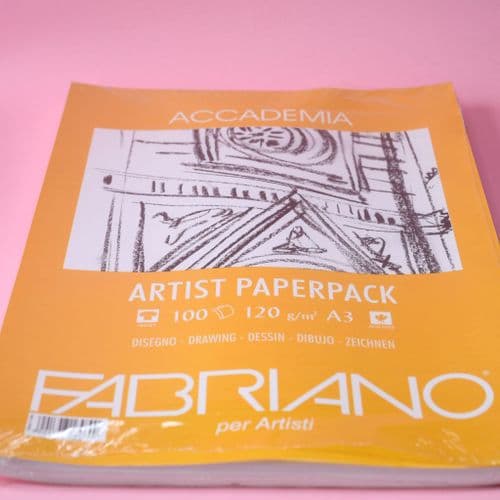 ACCADEMIA
ARTIST PAPERPACK
100 120 g/m² A3
DISEGNO - DRAWING - DESSIN - DIBUJO - ZEICHNEN
FABRIANO®
per Artisti